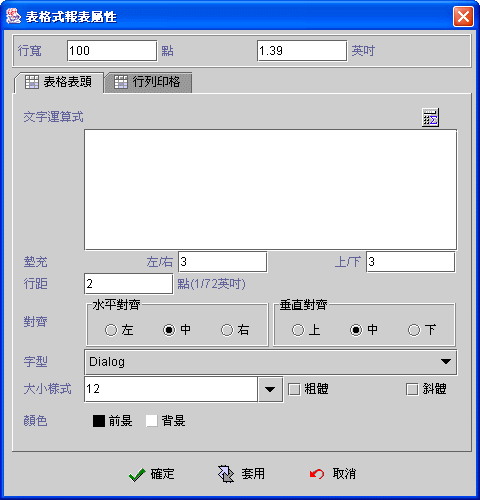 表格式報表屬性
行寬 100 點 1.39 英吋
表格表頭 行列印格
文字運算式
墊充 左/右 3 上/下 3
行距 2 點(1/72英吋)
水平對齊 垂直對齊
對齊 左 中 右 上 中 下
字型 Dialog
大小樣式 12 粗體 斜體
顏色 前景 背景
確定 套用 取消